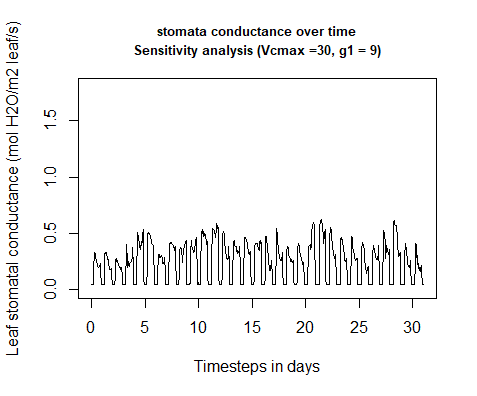 stomata conductance over time
Sensitivity analysis (Vcmax =30, g1 = 9)
Leaf stomatal conductance (mol H2O/m2 leaf/s)
1.5
1.0
0.5
0.0
0 5 10 15 20 25 30
Timesteps in days